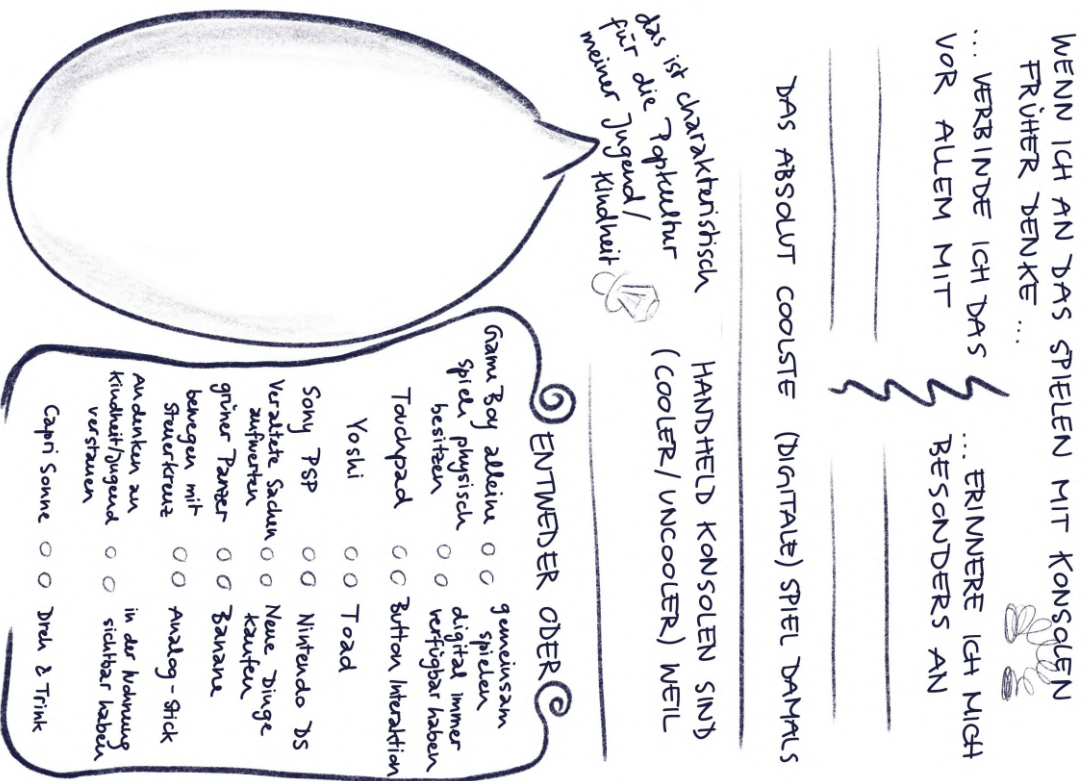 WENN ICH AN DAS SPIELEN MIT KONSOLEN
FRÜHER DENKE ...
... VERBINDE ICH DAS
VOR ALLEM MIT
... ERINNERE ICH MICH
BESONDERS AN
DAS ABSOLUT COOLSTE (DIGITALE) SPIEL DAMALS
das ist charakteristisch
für die Popkultur
meiner Jugend/
Kindheit
HANDHELD KONSOLEN SIND
(COOLER/UNCOOLER) WEIL
ENTWEDER ODER
GameBoy alleine ○ ○ gemeinsam
spielen
Spiel physisch
besitzen ○ ○ digital immer
verfügbar haben
Touchpad ○ ○ Button Interaktion
Yoshi ○ ○ Toad
Sony PSP ○ ○ Nintendo DS
Veraltete Sachen
aufwerten ○ ○ Neue Dinge
kaufen
grüner Panzer ○ ○ Banane
bewegen mit
Steuerkreuz ○ ○ Analog-Stick
Andenken an
Kindheit/Jugend
verstauen ○ ○ in der Wohnung
sichtbar haben
Capri Sonne ○ ○ Dreh & Trink